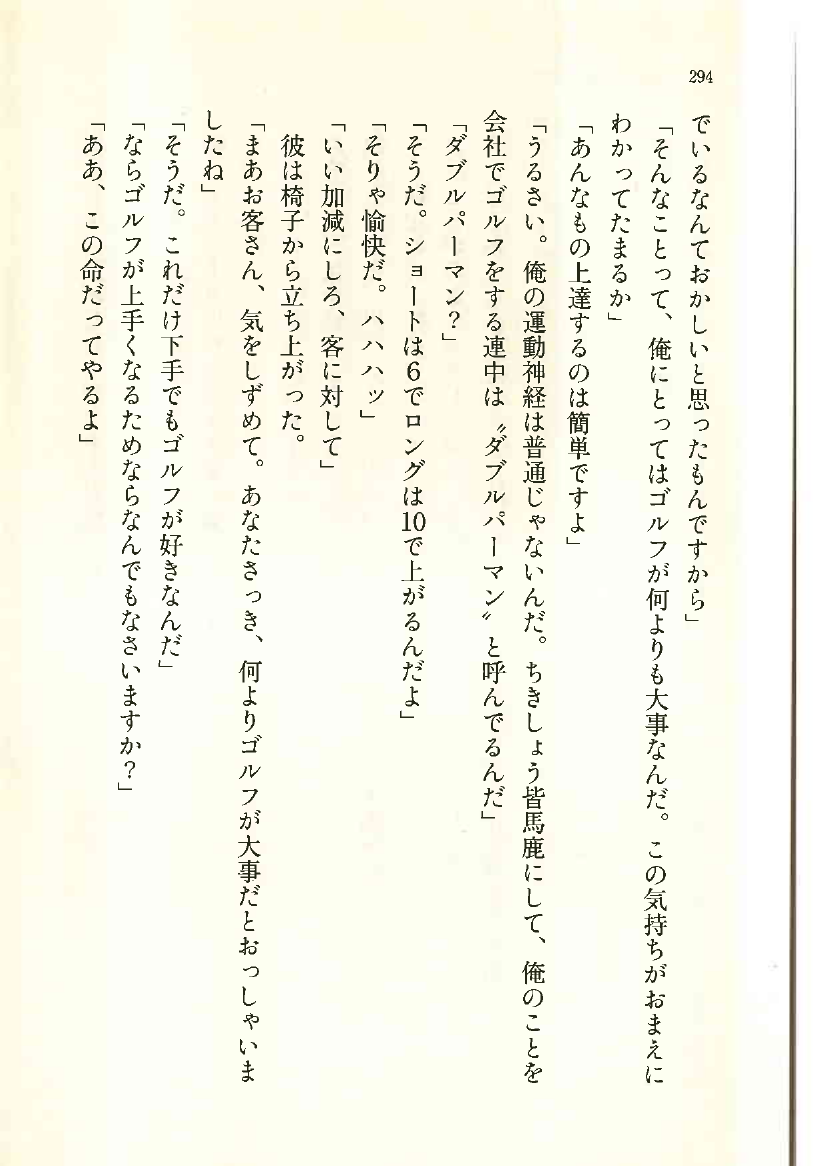 294
でいるなんておかしいと思ったもんですから」
「そんなことって、俺にとってはゴルフが何よりも大事なんだ。この気持ちがおまえに
わかってたまるか」
「あんなもの上達するのは簡単ですよ」
「うるさい。俺の運動神経は普通じゃないんだ。ちきしょう皆馬鹿にして、俺のことを
会社でゴルフをする連中は〝ダブルパーマン〟と呼んでるんだ」
「ダブルパーマン？」
「そうだ。ショートは6でロングは10で上がるんだよ」
「そりゃ愉快だ。ハハハッ」
「いい加減にしろ、客に対して」
彼は椅子から立ち上がった。
「まあお客さん、気をしずめて。あなたさっき、何よりゴルフが大事だとおっしゃいま
したね」
「そうだ。これだけ下手でもゴルフが好きなんだ」
「ならゴルフが上手くなるためならなんでもなさいますか？」
「ああ、この命だってやるよ」